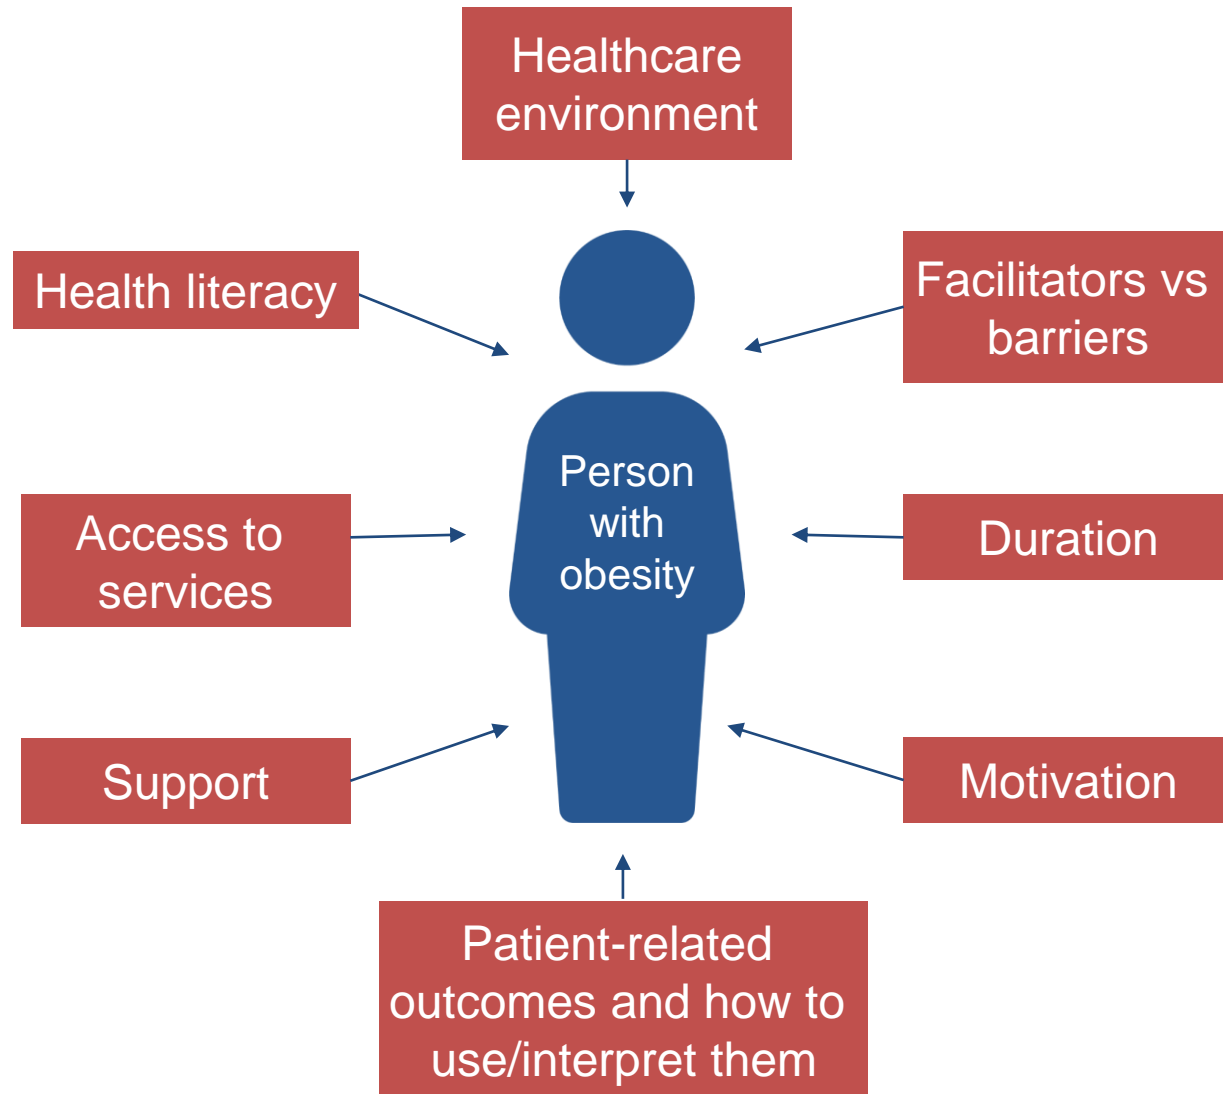 Healthcare
environment
Health literacy
Facilitators vs
barriers
Person
with
obesity
Access to
services
Duration
Support
Motivation
Patient-related
outcomes and how to
use/interpret them